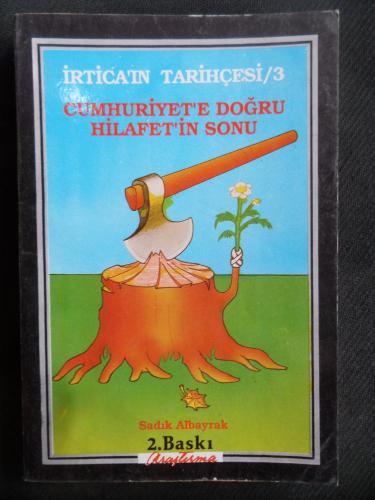 İRTİCA'IN TARİHÇESİ/3
CUMHURİYET'E DOĞRU
HİLAFET'İN SONU
Sadık Albayrak
2.Baskı
Araştırma